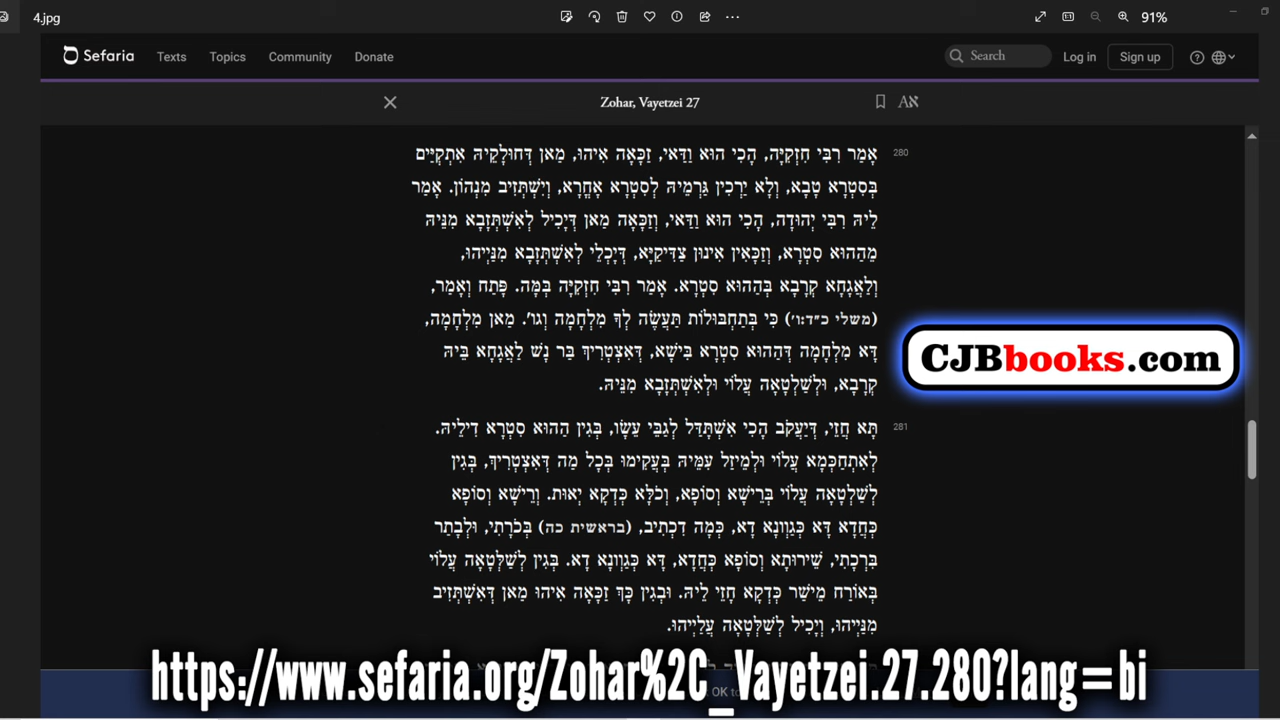 4.jpg
91%
Sefaria Texts Topics Community Donate Search Log in Sign up
Zohar, Vayetzei 27
280
אָמַר רִבִּי חִזְקִיָּה, הָכִי הוּא וַדַּאי, זַכָּאָה אִיהוּ, מַאן דְּחוּלָקֵיהּ אִתְקַיַּים
בְּסִטְרָא טָבָא, וְלָא יַרְכִין גַּרְמֵיהּ לְסִטְרָא אָחֳרָא, וְיִשְׁתְּזִיב מִנְהוֹן. אָמַר
לֵיהּ רִבִּי יְהוּדָה, הָכִי הוּא וַדַּאי, וְזַכָּאָה מַאן דְּיָכִיל לְאִשְׁתְּזָבָא מִנֵּיהּ
מֵהַהוּא סִטְרָא, וְזַכָּאִין אִינוּן צַדִּיקַיָּא, דְּיָכְלֵי לְאִשְׁתְּזָבָא מִנַּיְיהוּ,
וְלַאֲגָחָא קְרָבָא בְּהַהוּא סִטְרָא. אָמַר רִבִּי חִזְקִיָּה בְּמָּה. פָּתַח וְאָמַר,
(משלי כ״ד:ו׳) כִּי בְתַחְבּוּלוֹת תַּעֲשֶׂה לְךָ מִלְחָמָה וְגוֹ'. מַאן מִלְחָמָה,
דָּא מִלְחָמָה דְּהַהוּא סִטְרָא בִּישָׁא, דְּאִצְטְרִיךְ בַּר נָשׁ לַאֲגָחָא בֵּיהּ
קְרָבָא, וּלְשַׁלְטָאָה עֲלוֹי וּלְאִשְׁתְּזָבָא מִנֵּיהּ.
281
תָּא חֲזֵי, דְּיַעֲקֹב הָכִי אִשְׁתַּדַּל לְגַבֵּי עֵשָׂו, בְּגִין הַהוּא סִטְרָא דִילֵיהּ.
לְאִתְחַכְּמָא עֲלוֹי וּלְמֵיזַל עִמֵּיהּ בְּעֲקִימוּ בְּכָל מַה דְּאִצְטְרִיךְ, בְּגִין
לְשַׁלְטָאָה עֲלוֹי בְּרֵישָׁא וְסוֹפָא, וְכֹלָּא כְּדְקָא יְאוּת. וְרֵישָׁא וְסוֹפָא
כְּחֲדָא דָּא כְּגַוְונָא דָא, כְּמָה דִכְתִיב, (בראשית כה) בְּכֹרָתִי, וּלְבָתַר
בִּרְכָתִי, שֵׁירוּתָא וְסוֹפָא כְּחֲדָא, דָּא כְּגַוְונָא דָא. בְּגִין לְשַׁלְּטָאָה עֲלוֹי
בְּאוֹרַח מֵישַׁר כְּדְקָא חָזֵי לֵיהּ. וּבְגִין כָּךְ זַכָּאָה אִיהוּ מַאן דְּאִשְׁתְּזִיב
מִנַּיְיהוּ, וְיָכִיל לְשַׁלְּטָאָה עֲלַיְיהוּ.
CJBbooks.com
https://www.sefaria.org/Zohar%2C_Vayetzei.27.280?lang=bi